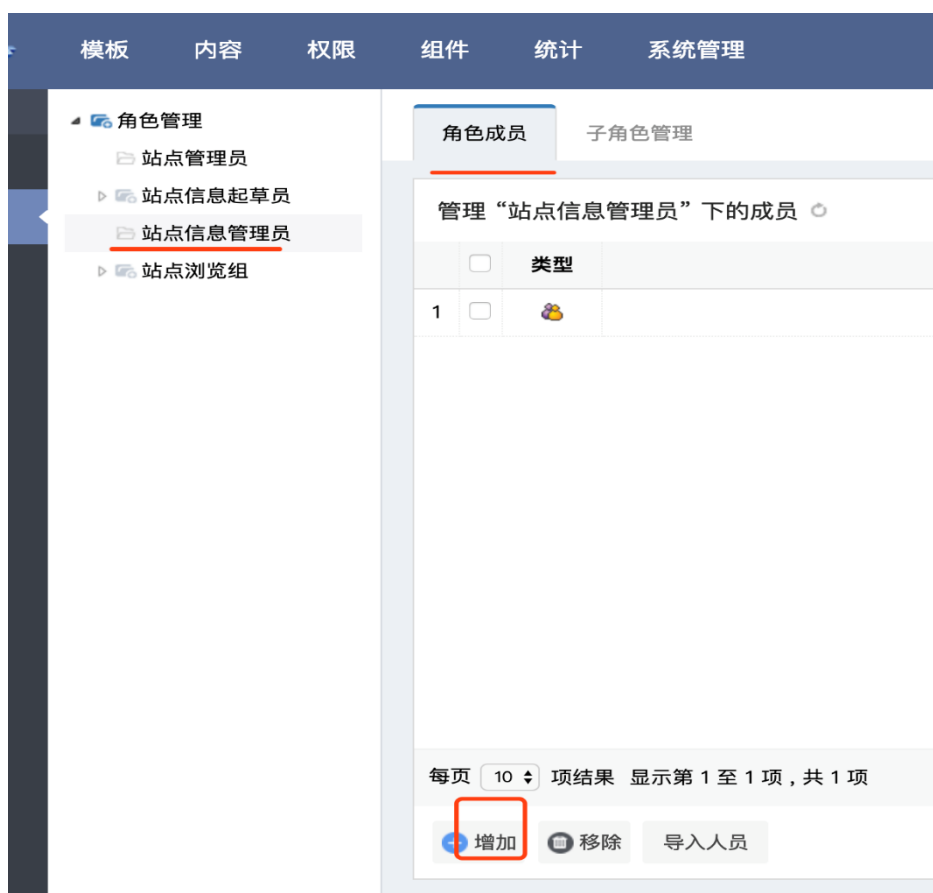 模板 内容 权限 组件 统计 系统管理
角色管理
站点管理员
站点信息起草员
站点信息管理员
站点浏览组
角色成员 子角色管理
管理“站点信息管理员”下的成员
类型
1
每页 10 项结果 显示第 1 至 1 项，共 1 项
增加 移除 导入人员